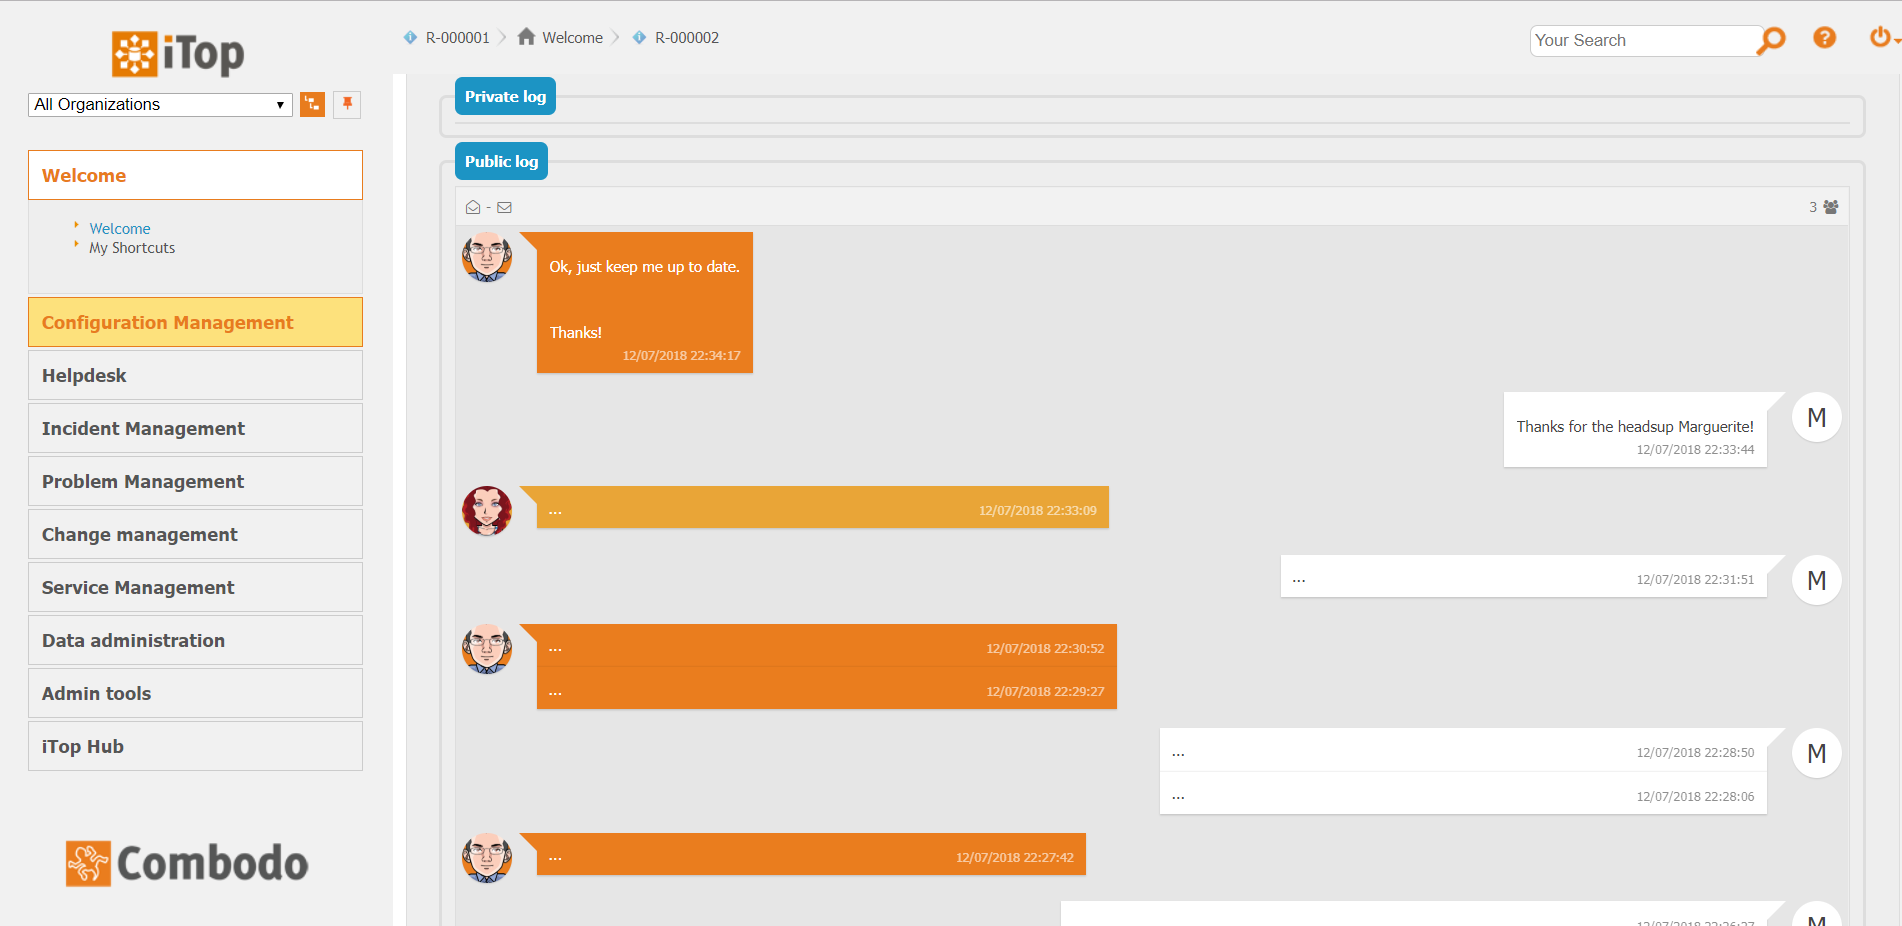 iTop
R-000001
Welcome
R-000002
Your Search
?
All Organizations
Welcome
Welcome
My Shortcuts
Configuration Management
Helpdesk
Incident Management
Problem Management
Change management
Service Management
Data administration
Admin tools
iTop Hub
Combodo
Private log
Public log
-
3
Ok, just keep me up to date.
Thanks!
12/07/2018 22:34:17
Thanks for the headsup Marguerite!
12/07/2018 22:33:44
M
... 12/07/2018 22:33:09
... 12/07/2018 22:31:51
M
... 12/07/2018 22:30:52
... 12/07/2018 22:29:27
... 12/07/2018 22:28:50
M
... 12/07/2018 22:28:06
... 12/07/2018 22:27:42
M